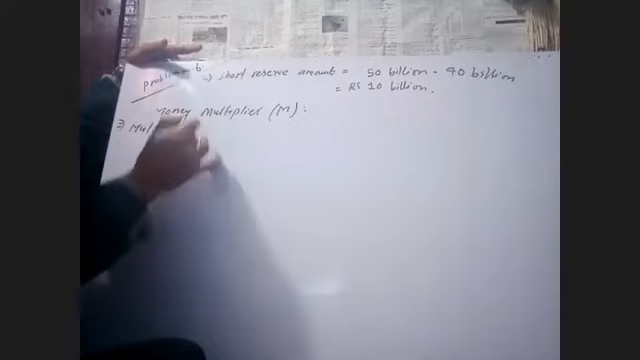 Problem - 6
→ short reserve amount = 50 billion - 40 billion
= RS 10 billion.
Money Multiplier (M):
⇒ Mul